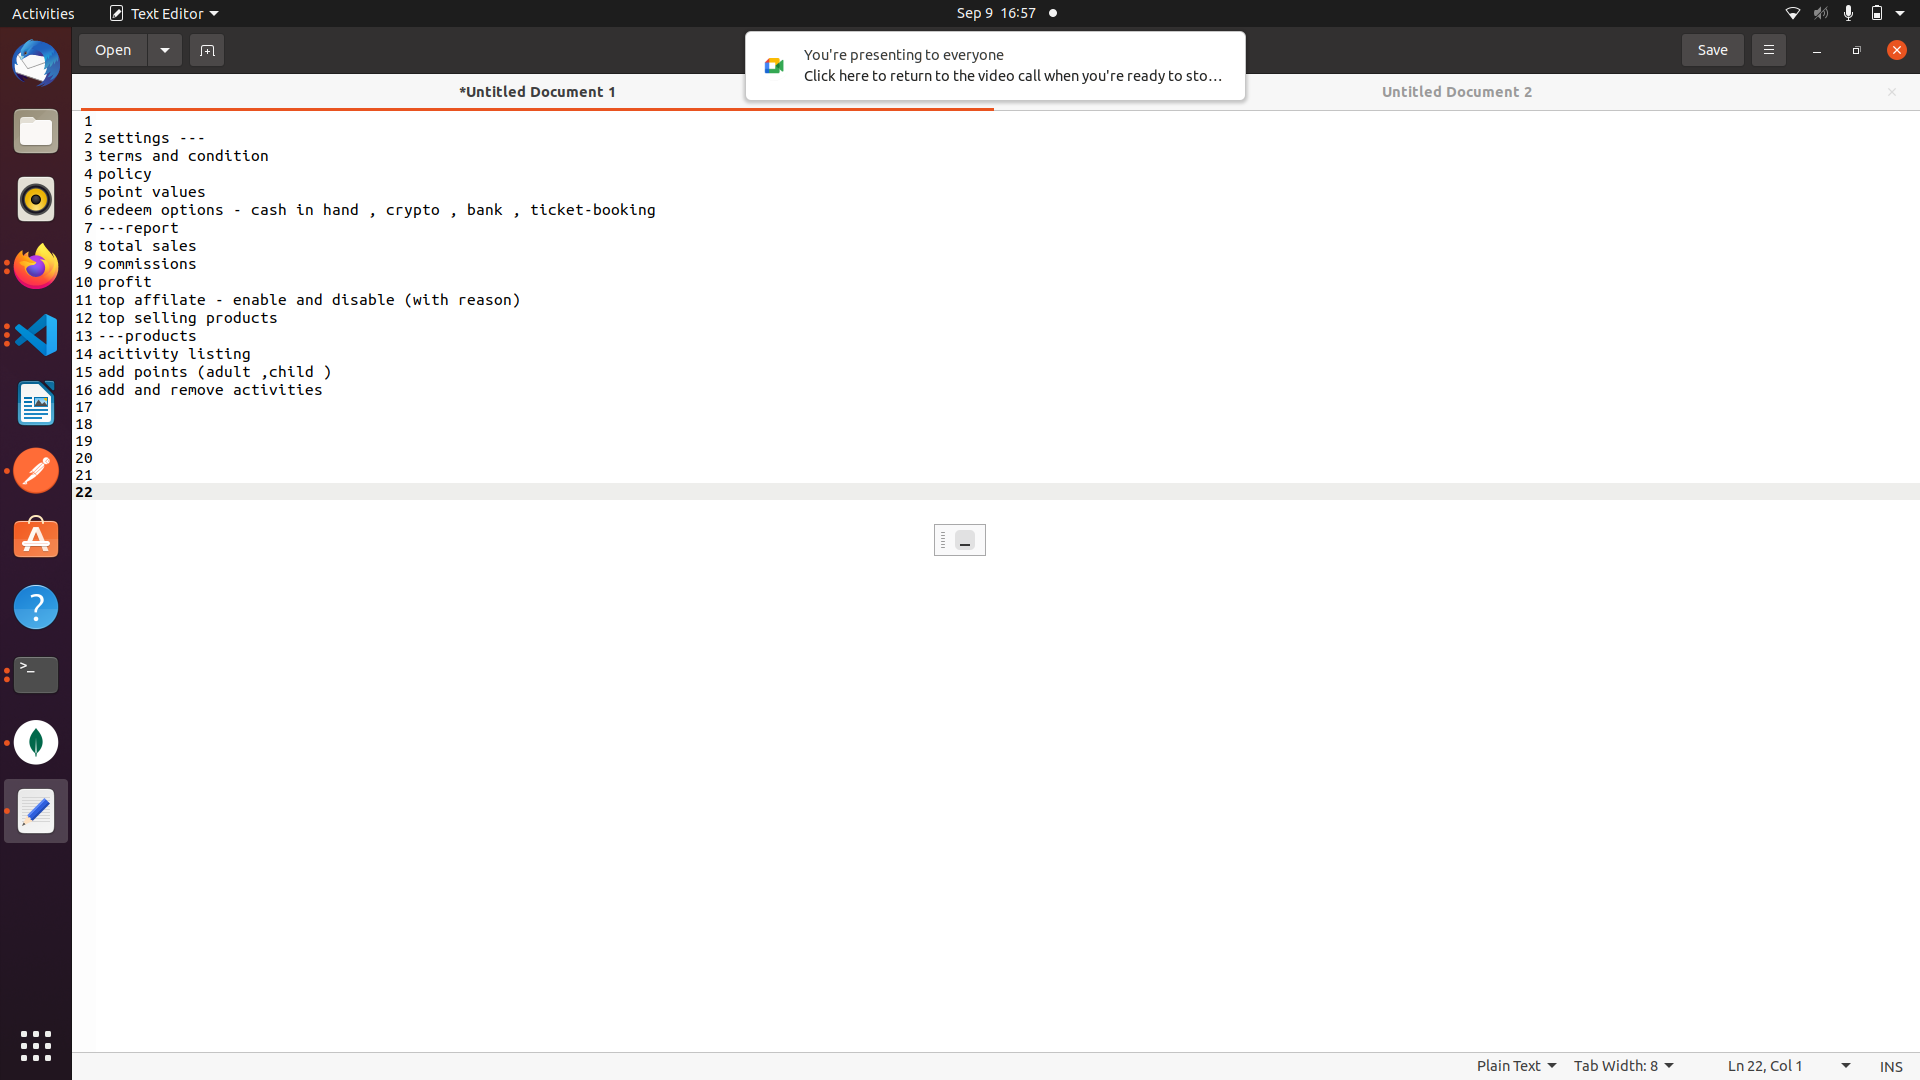 Activities Text Editor Sep 9 16:57
Open Save
You're presenting to everyone
Click here to return to the video call when you're ready to sto…
*Untitled Document 1 Untitled Document 2
1
2 settings ---
3 terms and condition
4 policy
5 point values
6 redeem options - cash in hand , crypto , bank , ticket-booking
7 ---report
8 total sales
9 commissions
10 profit
11 top affilate - enable and disable (with reason)
12 top selling products
13 ---products
14 acitivity listing
15 add points (adult ,child )
16 add and remove activities
17
18
19
20
21
22
Plain Text Tab Width: 8 Ln 22, Col 1 INS